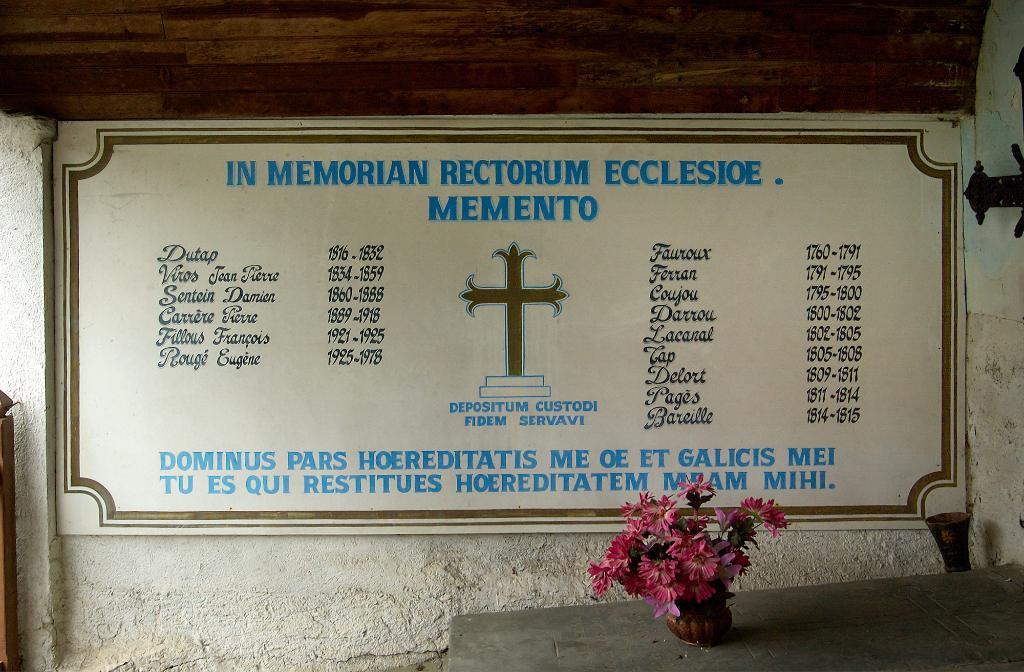 IN MEMORIAN RECTORUM ECCLESIOE .
MEMENTO
Dutap 1816-1832
Viros Jean Pierre 1834-1859
Sentein Damien 1860-1888
Carrère Pierre 1889-1918
Fillous François 1921-1925
Rougé Eugène 1925-1978
Fauroux 1760-1791
Ferran 1791-1795
Coujou 1795-1800
Darrou 1800-1802
Lacanal 1802-1805
Tap 1805-1808
Delort 1809-1811
Pagès 1811-1814
Bareille 1814-1815
DEPOSITUM CUSTODI
FIDEM SERVAVI
DOMINUS PARS HOEREDITATIS ME OE ET GALICIS MEI
TU ES QUI RESTITUES HOEREDITATEM MEAM MIHI.